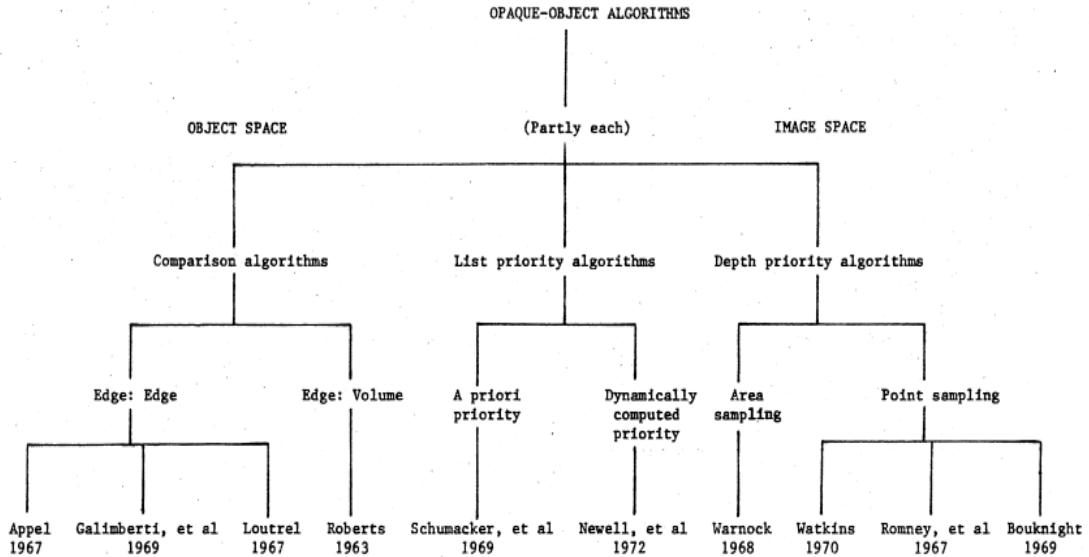 OPAQUE-OBJECT ALGORITHMS
OBJECT SPACE
(Partly each)
IMAGE SPACE
Comparison algorithms
List priority algorithms
Depth priority algorithms
Edge: Edge
Edge: Volume
A priori
priority
Dynamically
computed
priority
Area
sampling
Point sampling
Appel
1967
Galimberti, et al
1969
Loutrel
1967
Roberts
1963
Schumacker, et al
1969
Newell, et al
1972
Warnock
1968
Watkins
1970
Romney, et al
1967
Bouknight
1969